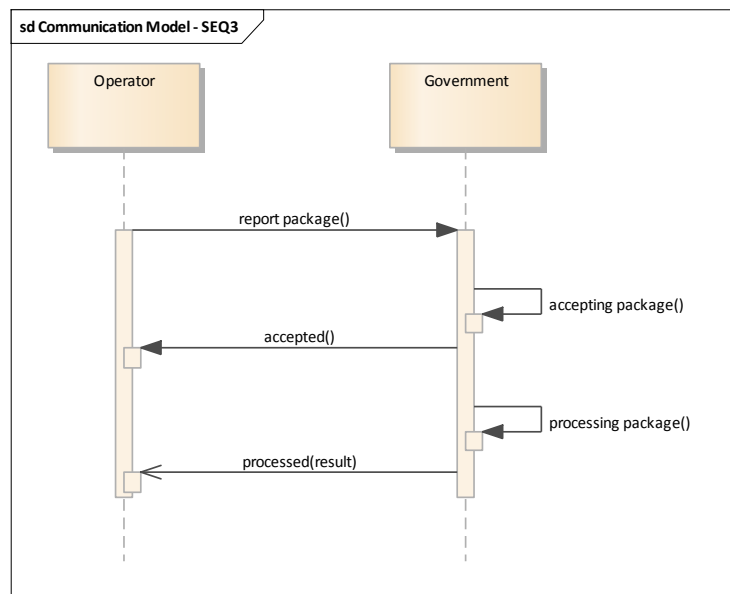 sd Communication Model - SEQ3
Operator
Government
report package()
accepting package()
accepted()
processing package()
processed(result)